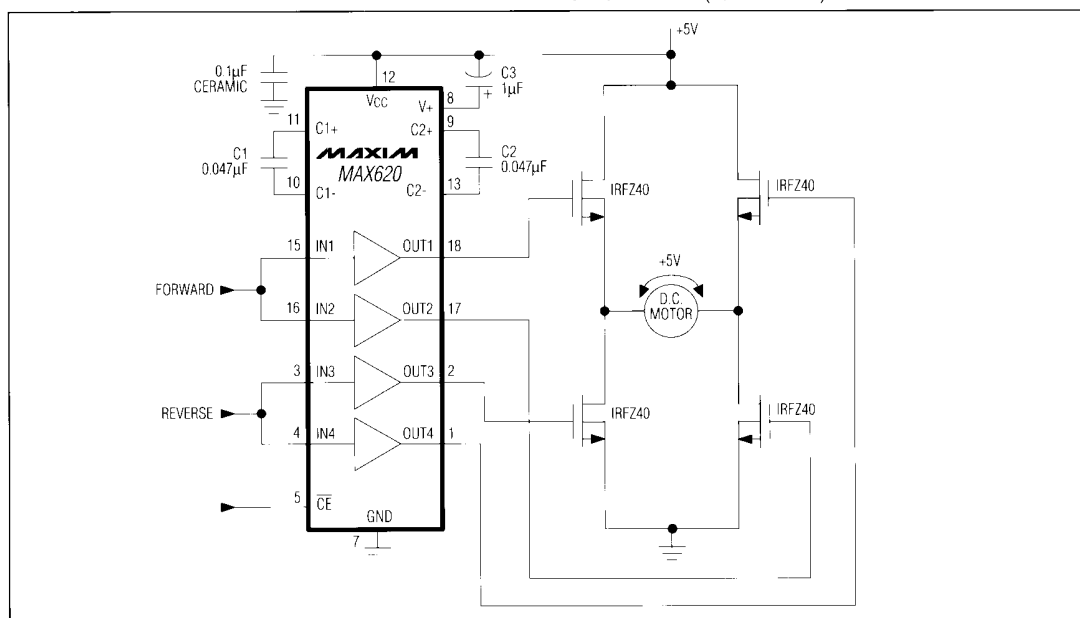 +5V
0.1µF
CERAMIC
12
VCC
C3
1µF
+
8
V+
11
C1+
9
C2+
C1
0.047µF
MAXIM
MAX620
C2
0.047µF
10
C1-
13
C2-
IRFZ40
IRFZ40
15
IN1
OUT1
18
FORWARD
+5V
D.C.
MOTOR
16
IN2
OUT2
17
3
IN3
OUT3
2
REVERSE
IRFZ40
IRFZ40
4
IN4
OUT4
1
5
CE
GND
7